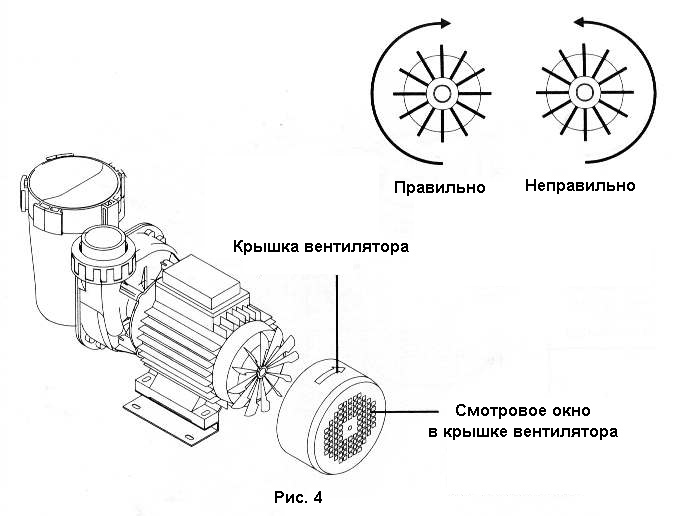 Правильно
Неправильно
Крышка вентилятора
Смотровое окно
в крышке вентилятора
Рис. 4